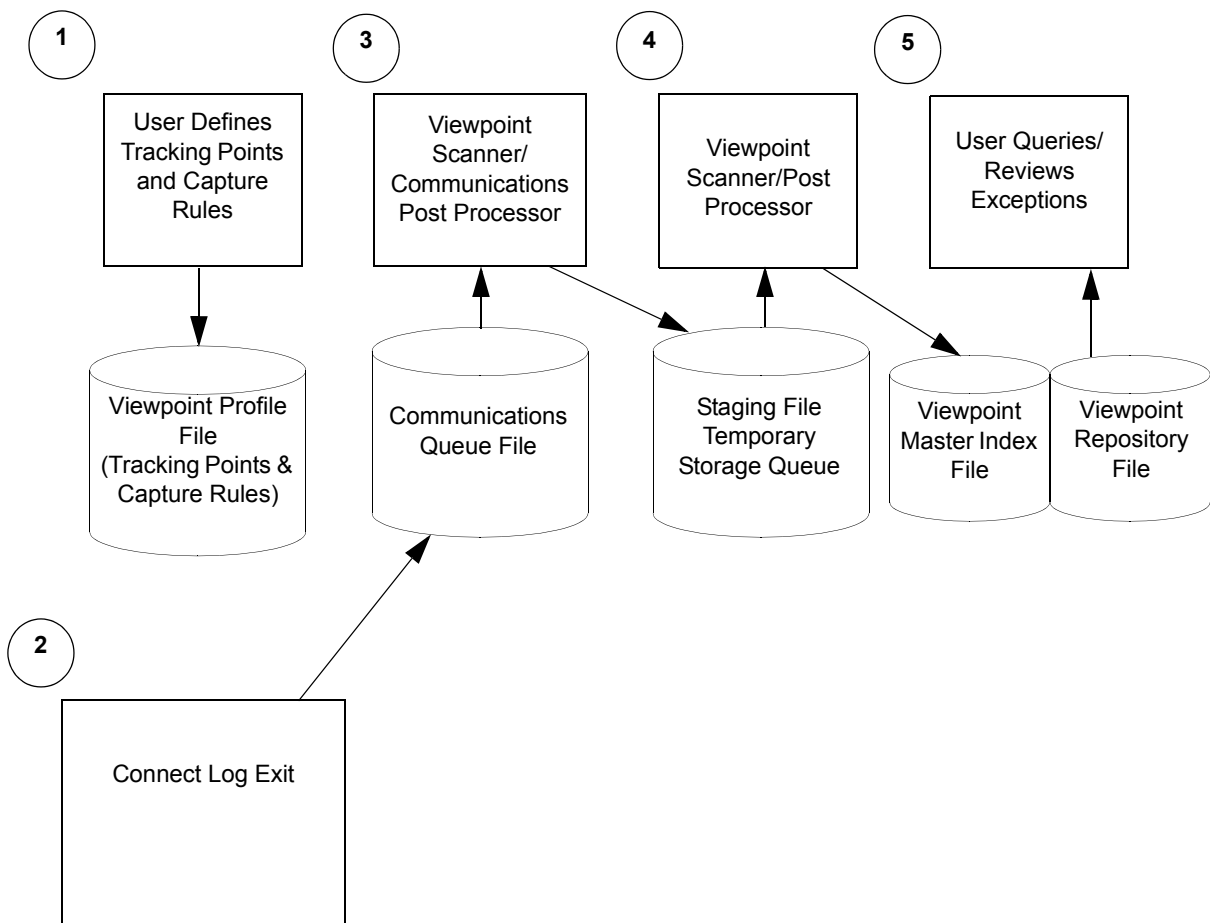 1
User Defines
Tracking Points
and Capture
Rules
Viewpoint Profile
File
(Tracking Points &
Capture Rules)
2
Connect Log Exit
3
Viewpoint
Scanner/
Communications
Post Processor
Communications
Queue File
4
Viewpoint
Scanner/Post
Processor
Staging File
Temporary
Storage Queue
5
User Queries/
Reviews
Exceptions
Viewpoint
Master Index
File
Viewpoint
Repository
File